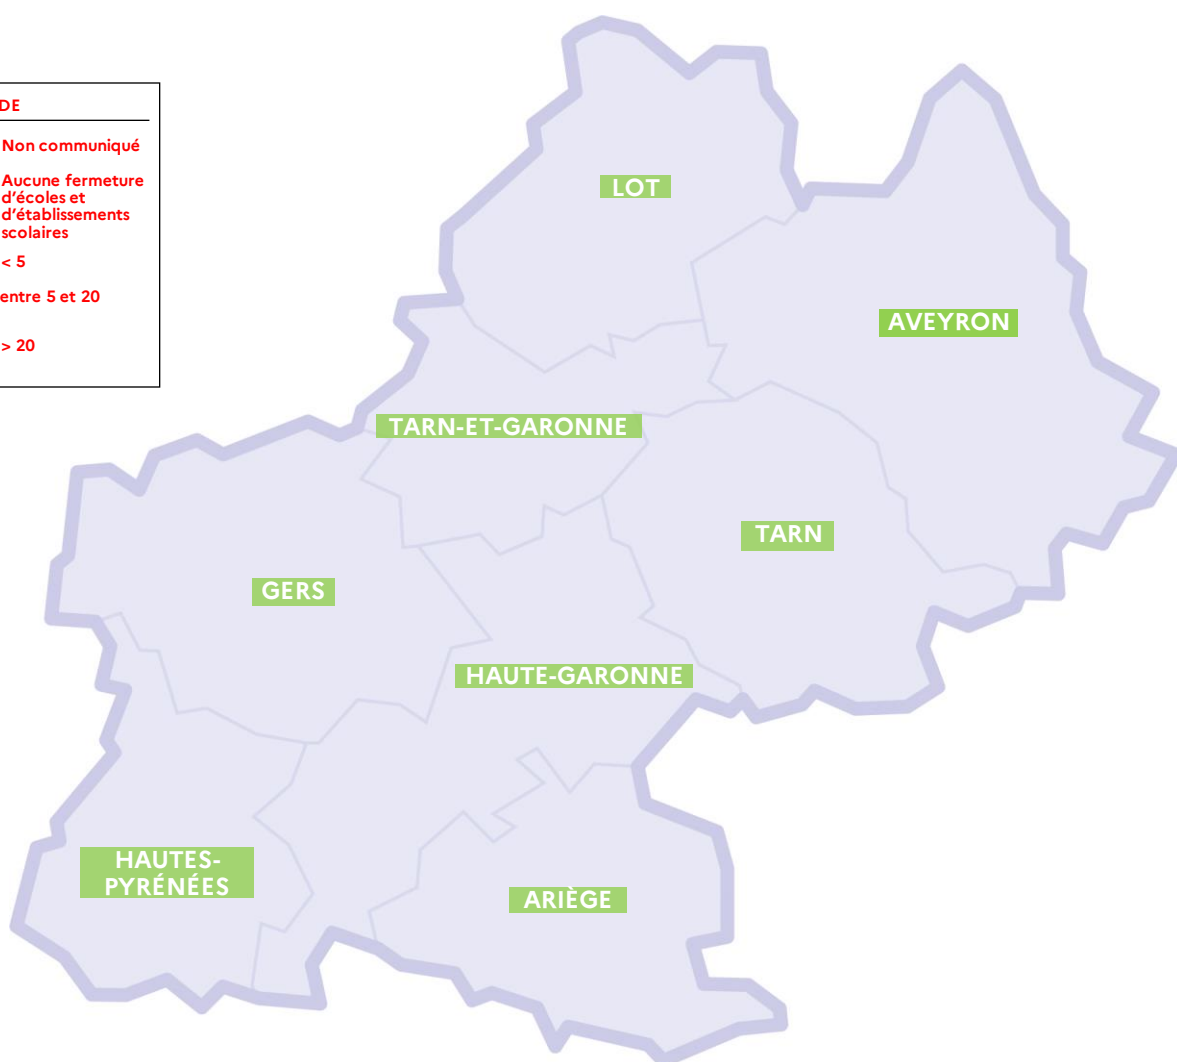 DE
Non communiqué
Aucune fermeture
d'écoles et
d'établissements
scolaires
< 5
entre 5 et 20
> 20
LOT
AVEYRON
TARN-ET-GARONNE
TARN
GERS
HAUTE-GARONNE
HAUTES-
PYRÉNÉES
ARIÈGE